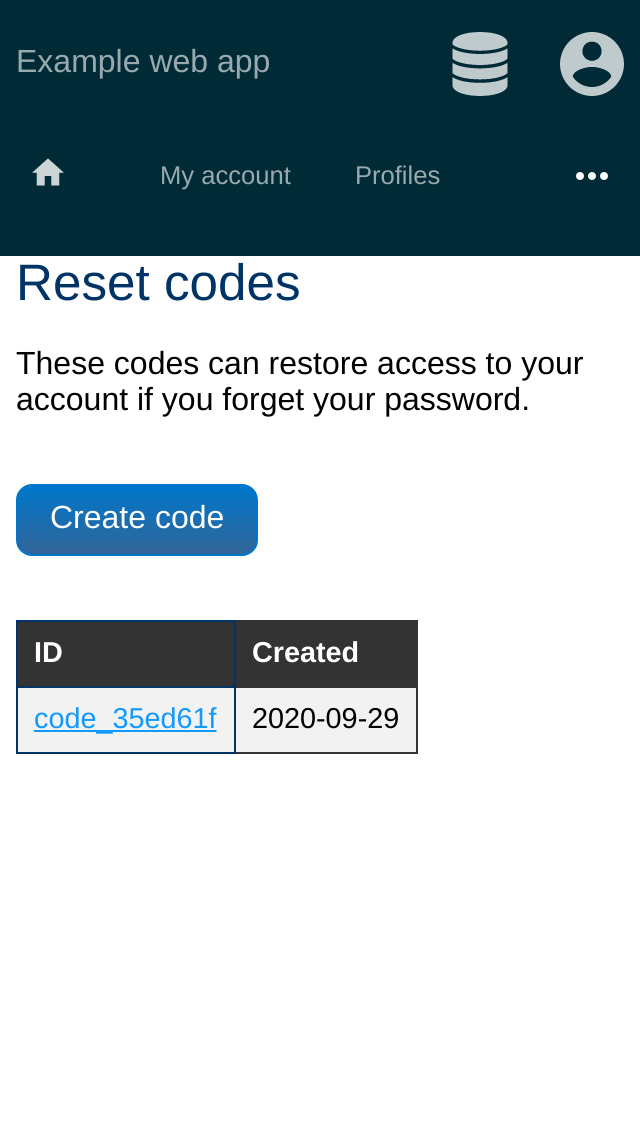 Example web app
My account Profiles
Reset codes
These codes can restore access to your
account if you forget your password.
Create code
ID Created
code_35ed61f 2020-09-29